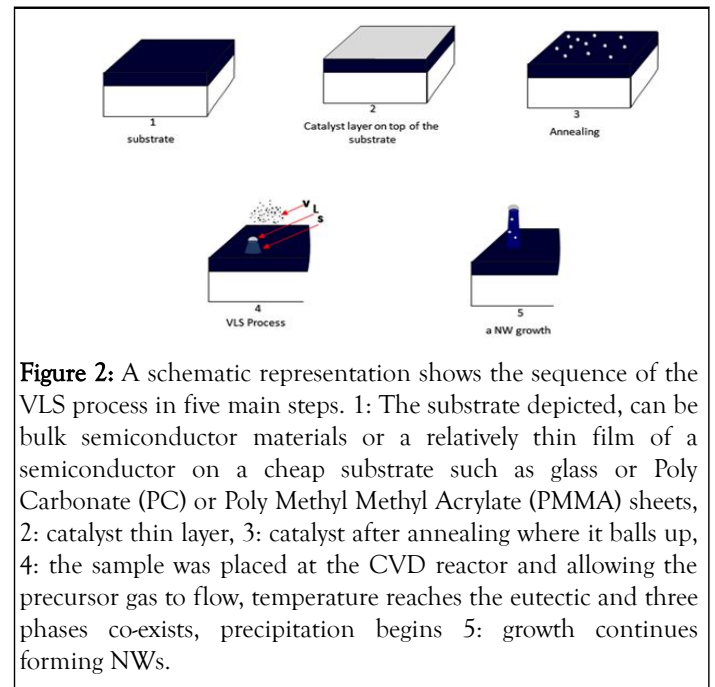 1
substrate
2
Catalyst layer on top of the
substrate
3
Annealing
V
L
S
4
VLS Process
5
a NW growth
Figure 2: A schematic representation shows the sequence of the
VLS process in five main steps. 1: The substrate depicted, can be
bulk semiconductor materials or a relatively thin film of a
semiconductor on a cheap substrate such as glass or Poly
Carbonate (PC) or Poly Methyl Methyl Acrylate (PMMA) sheets,
2: catalyst thin layer, 3: catalyst after annealing where it balls up,
4: the sample was placed at the CVD reactor and allowing the
precursor gas to flow, temperature reaches the eutectic and three
phases co-exists, precipitation begins 5: growth continues
forming NWs.